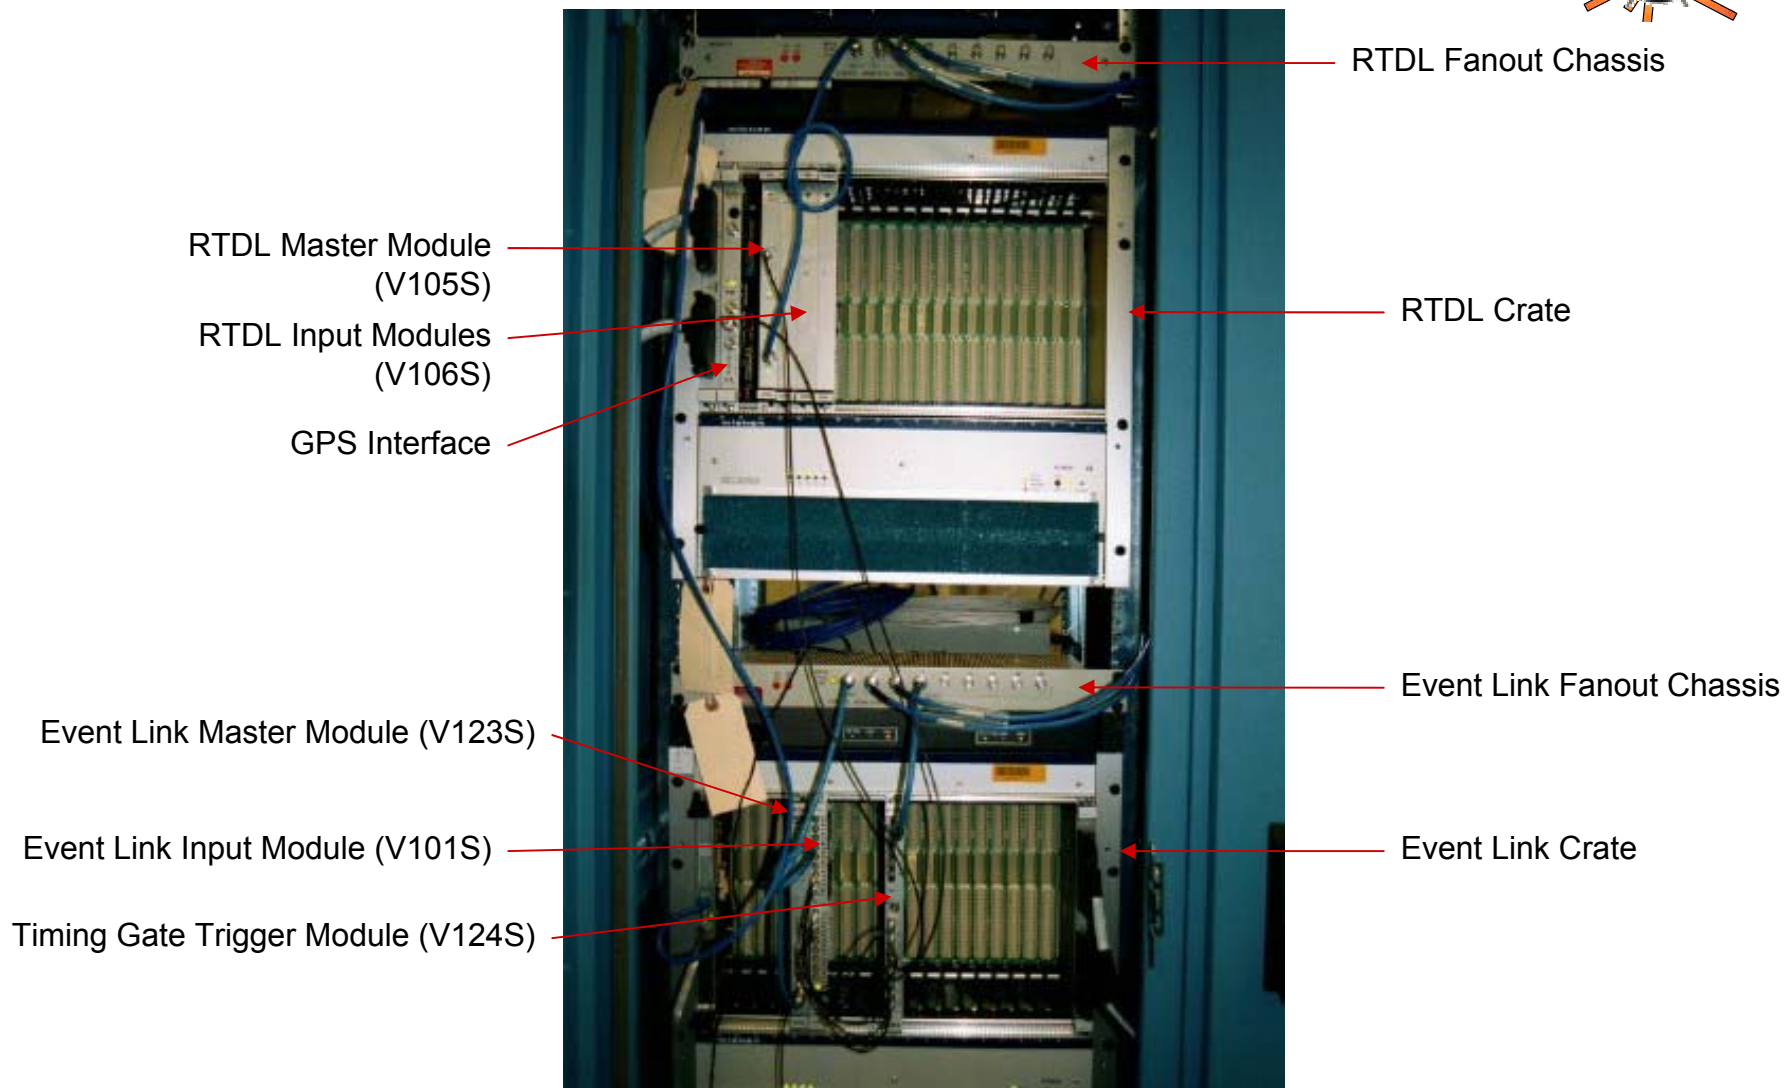 RTDL Fanout Chassis
RTDL Master Module
(V105S)
RTDL Input Modules
(V106S)
GPS Interface
RTDL Crate
Event Link Fanout Chassis
Event Link Master Module (V123S)
Event Link Input Module (V101S)
Timing Gate Trigger Module (V124S)
Event Link Crate